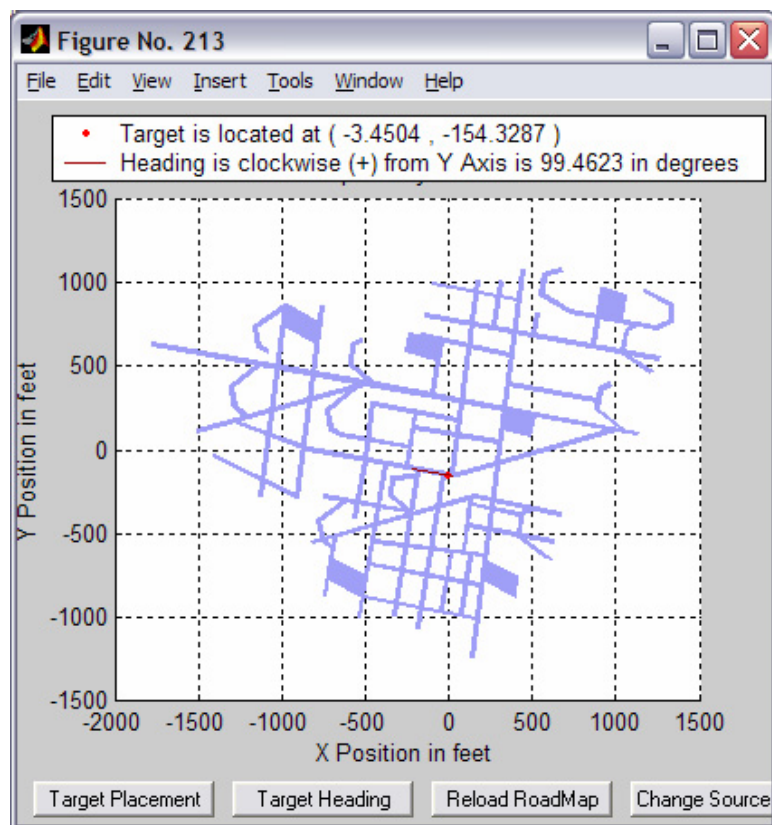 Figure No. 213
File Edit View Insert Tools Window Help
Target is located at ( -3.4504 , -154.3287 )
Heading is clockwise (+) from Y Axis is 99.4623 in degrees
1500
1000
500
0
-500
-1000
-1500
Y Position in feet
-2000 -1500 -1000 -500 0 500 1000 1500
X Position in feet
Target Placement Target Heading Reload RoadMap Change Source